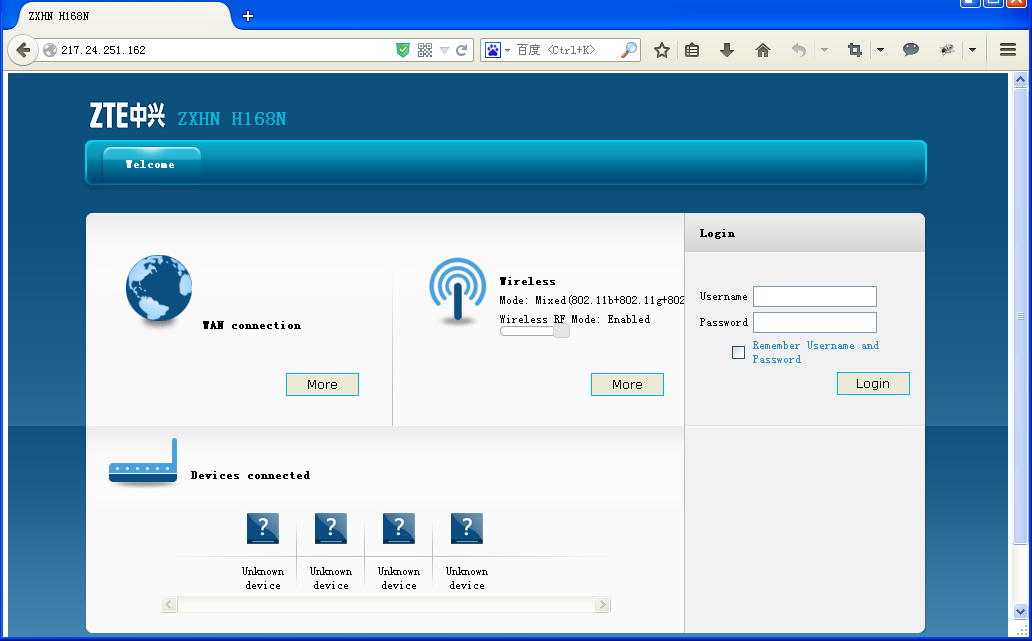 ZXHN H168N
217.24.251.162
百度 <Ctrl+K>
ZTE中兴 ZXHN H168N
Welcome
WAN connection
More
Wireless
Mode: Mixed(802.11b+802.11g+802
Wireless RF Mode: Enabled
More
Login
Username
Password
Remember Username and
Password
Login
Devices connected
Unknown device
Unknown device
Unknown device
Unknown device